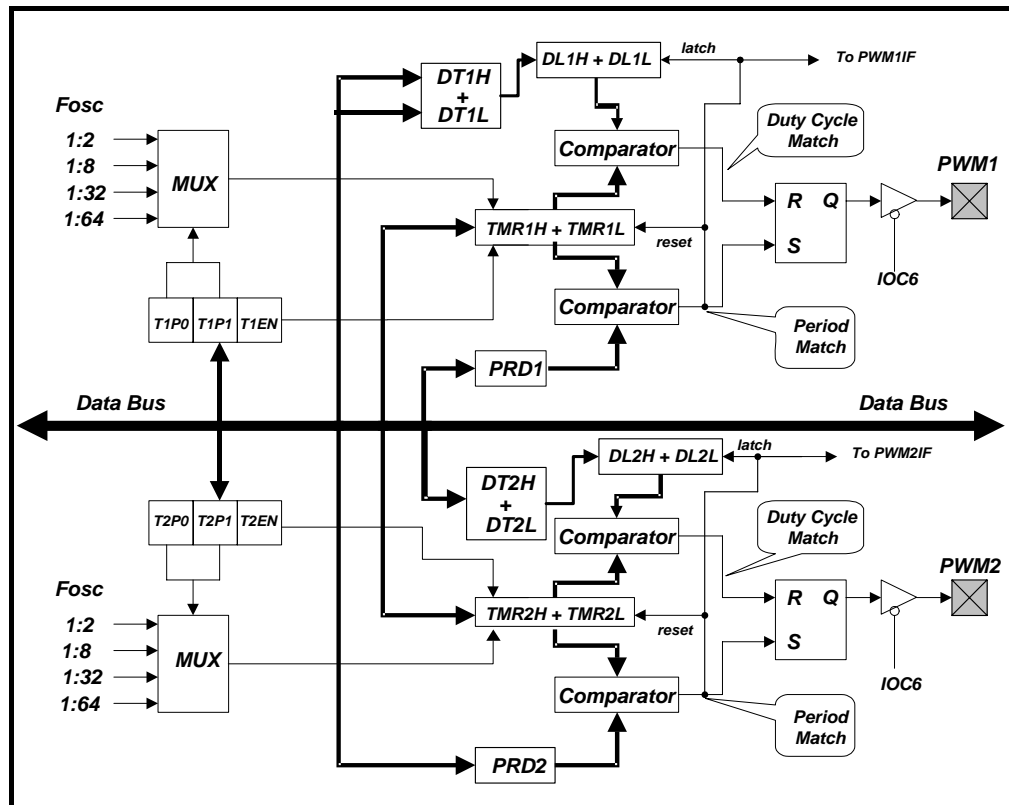 DL1H + DL1L
latch
To PWM1IF
DT1H
+
DT1L
Fosc
1:2
1:8
1:32
1:64
MUX
Comparator
Duty Cycle
Match
PWM1
R Q
S
TMR1H + TMR1L
reset
IOC6
T1P0 T1P1 T1EN
Comparator
Period
Match
PRD1
Data Bus
Data Bus
DL2H + DL2L
latch
To PWM2IF
DT2H
+
DT2L
T2P0 T2P1 T2EN
Comparator
Duty Cycle
Match
PWM2
Fosc
1:2
1:8
1:32
1:64
MUX
TMR2H + TMR2L
reset
R Q
S
IOC6
Comparator
Period
Match
PRD2